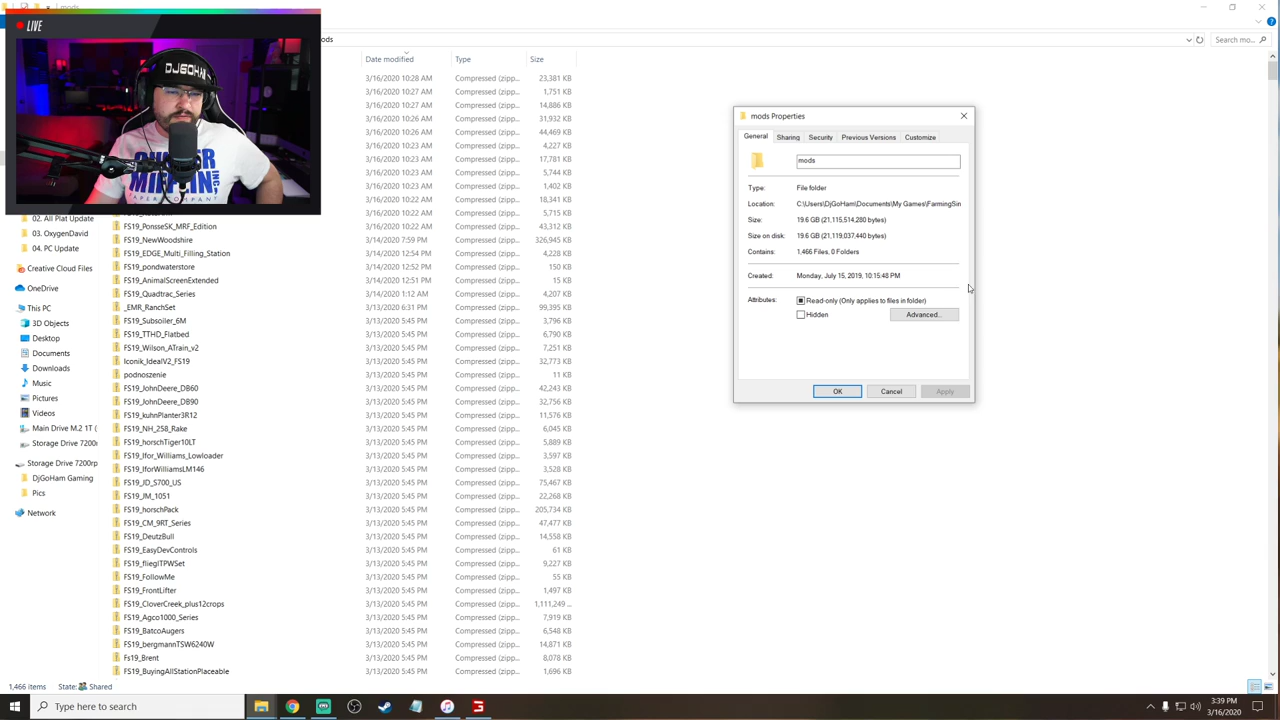 mods
LIVE
DJGOHAM
mods
Search mo...
Date modified Type Size
3/16/2020 10:28 AM Compressed (zipp... 23,381 KB
3/16/2020 10:27 AM Compressed (zipp... 1,751 KB
3/16/2020 10:27 AM Compressed (zipp... 14,886 KB
3/16/2020 10:26 AM Compressed (zipp... 31,932 KB
3/16/2020 10:26 AM Compressed (zipp... 44,469 KB
3/16/2020 10:23 AM Compressed (zipp... 4,227 KB
3/16/2020 10:23 AM Compressed (zipp... 17,781 KB
3/16/2020 10:23 AM Compressed (zipp... 5,744 KB
3/16/2020 10:23 AM Compressed (zipp... 1,402 KB
3/16/2020 10:22 AM Compressed (zipp... 18,341 KB
3/16/2020 10:22 AM Compressed (zipp... 5,715 KB
FS19_PonsseSK_MRF_Edition 3/16/2020 10:22 AM Compressed (zipp... 43,312 KB
FS19_NewWoodshire 3/14/2020 7:59 PM Compressed (zipp... 326,945 KB
FS19_EDGE_Multi_Filling_Station 3/14/2020 12:54 PM Compressed (zipp... 4,228 KB
FS19_pondwaterstore 3/14/2020 12:52 PM Compressed (zipp... 150 KB
FS19_AnimalScreenExtended 3/14/2020 12:51 PM Compressed (zipp... 15 KB
FS19_Quadtrac_Series 3/14/2020 1:12 AM Compressed (zipp... 4,207 KB
_EMR_RanchSet 3/13/2020 6:31 PM Compressed (zipp... 99,395 KB
FS19_Subsoiler_6M 3/13/2020 5:45 PM Compressed (zipp... 3,796 KB
FS19_TTHD_Flatbed 3/13/2020 5:45 PM Compressed (zipp... 6,790 KB
FS19_Wilson_ATrain_v2 3/13/2020 5:45 PM Compressed (zipp... 7,251 KB
Iconik_IdealV2_FS19 3/13/2020 5:45 PM Compressed (zipp... 32,773 KB
podnoszenie 3/13/2020 5:45 PM Compressed (zipp... 11 KB
FS19_JohnDeere_DB60 3/13/2020 5:45 PM Compressed (zipp... 42,243 KB
FS19_JohnDeere_DB90 3/13/2020 5:45 PM Compressed (zipp... 32,756 KB
FS19_kuhnPlanter3R12 3/13/2020 5:45 PM Compressed (zipp... 11,576 KB
FS19_NH_258_Rake 3/13/2020 5:45 PM Compressed (zipp... 6,045 KB
FS19_horschTiger10LT 3/13/2020 5:45 PM Compressed (zipp... 5,889 KB
FS19_Ifor_Williams_Lowloader 3/13/2020 5:45 PM Compressed (zipp... 3,597 KB
FS19_IforWilliamsLM146 3/13/2020 5:45 PM Compressed (zipp... 3,528 KB
FS19_JD_S700_US 3/13/2020 5:45 PM Compressed (zipp... 75,467 KB
FS19_JM_1051 3/13/2020 5:45 PM Compressed (zipp... 22,268 KB
FS19_horschPack 3/13/2020 5:45 PM Compressed (zipp... 205,734 KB
FS19_CM_9RT_Series 3/13/2020 5:45 PM Compressed (zipp... 47,477 KB
FS19_DeutzBull 3/13/2020 5:45 PM Compressed (zipp... 14,558 KB
FS19_EasyDevControls 3/13/2020 5:45 PM Compressed (zipp... 61 KB
FS19_flieglTPWSet 3/13/2020 5:45 PM Compressed (zipp... 9,227 KB
FS19_FollowMe 3/13/2020 5:45 PM Compressed (zipp... 55 KB
FS19_FrontLifter 3/13/2020 5:45 PM Compressed (zipp... 1,497 KB
FS19_CloverCreek_plus12crops 3/13/2020 5:45 PM Compressed (zipp... 1,111,249 ...
FS19_Agco1000_Series 3/13/2020 5:45 PM Compressed (zipp... 7,919 KB
FS19_BatcoAugers 3/13/2020 5:45 PM Compressed (zipp... 6,548 KB
FS19_bergmannTSW6240W 3/13/2020 5:45 PM Compressed (zipp... 14,871 KB
Fs19_Brent 3/13/2020 5:45 PM Compressed (zipp... 8,078 KB
FS19_BuyingAllStationPlaceable 3/13/2020 5:45 PM Compressed (zipp... 1,696 KB
02. All Plat Update
03. OxygenDavid
04. PC Update
Creative Cloud Files
OneDrive
This PC
3D Objects
Desktop
Documents
Downloads
Music
Pictures
Videos
Main Drive M.2 1T (
Storage Drive 7200r
Storage Drive 7200rp
DjGoHam Gaming
Pics
Network
mods Properties
General Sharing Security Previous Versions Customize
mods
Type: File folder
Location: C:\Users\DjGoHam\Documents\My Games\FarmingSin
Size: 19.6 GB (21,115,514,280 bytes)
Size on disk: 19.6 GB (21,119,037,440 bytes)
Contains: 1,466 Files, 0 Folders
Created: Monday, July 15, 2019, 10:15:48 PM
Attributes: Read-only (Only applies to files in folder)
Hidden Advanced...
OK Cancel Apply
1,466 items State: Shared
Type here to search
3:39 PM
3/16/2020